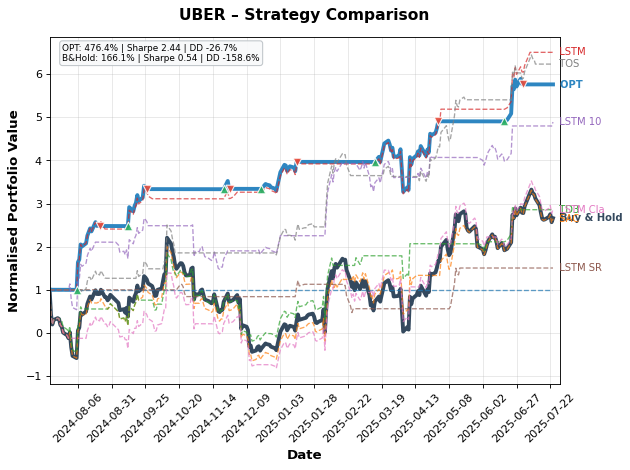 UBER – Strategy Comparison
OPT: 476.4% | Sharpe 2.44 | DD -26.7%
B&Hold: 166.1% | Sharpe 0.54 | DD -158.6%
Normalised Portfolio Value
6
5
4
3
2
1
0
−1
LSTM
TOS
OPT
LSTM 10
Buy & Hold
LSTM SR
2024-08-06
2024-08-31
2024-09-25
2024-10-20
2024-11-14
2024-12-09
2025-01-03
2025-01-28
2025-02-22
2025-03-19
2025-04-13
2025-05-08
2025-06-02
2025-06-27
2025-07-22
Date